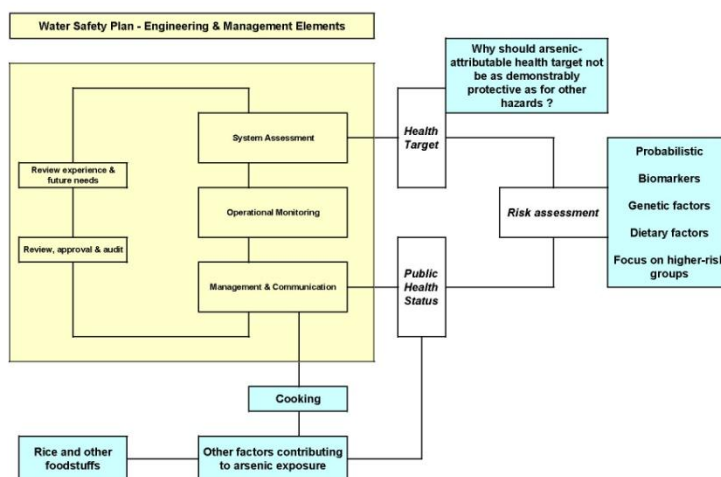 Water Safety Plan - Engineering & Management Elements
Why should arsenic-
attributable health target not
be as demonstrably
protective as for other
hazards ?
System Assessment
Health
Target
Probabilistic
Biomarkers
Genetic factors
Dietary factors
Focus on higher-risk
groups
Review experience &
future needs
Operational Monitoring
Risk assessment
Review, approval & audit
Management & Communication
Public
Health
Status
Cooking
Rice and other
foodstuffs
Other factors contributing
to arsenic exposure